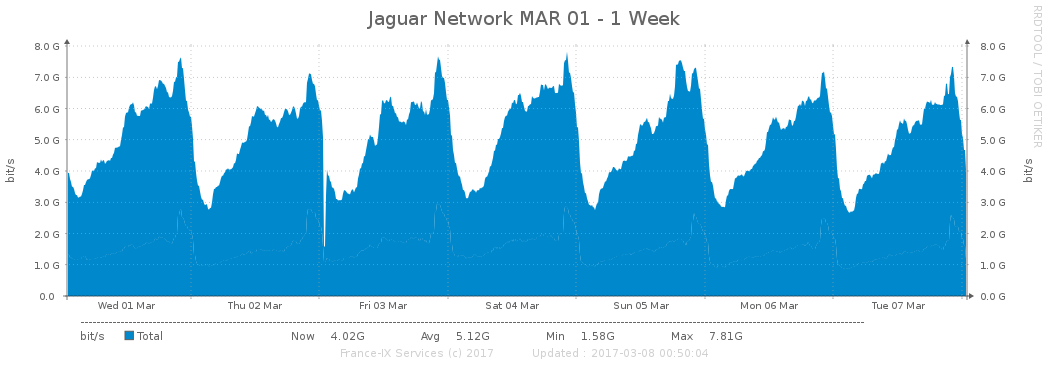 Jaguar Network MAR 01 - 1 Week
RRDTOOL / TOBI OETIKER
bit/s
bit/s
8.0 G 8.0 G
7.0 G 7.0 G
6.0 G 6.0 G
5.0 G 5.0 G
4.0 G 4.0 G
3.0 G 3.0 G
2.0 G 2.0 G
1.0 G 1.0 G
0.0 0.0 G
Wed 01 Mar Thu 02 Mar Fri 03 Mar Sat 04 Mar Sun 05 Mar Mon 06 Mar Tue 07 Mar
bit/s Total Now 4.02G Avg 5.12G Min 1.58G Max 7.81G
France-IX Services (c) 2017 Updated : 2017-03-08 00:50:04